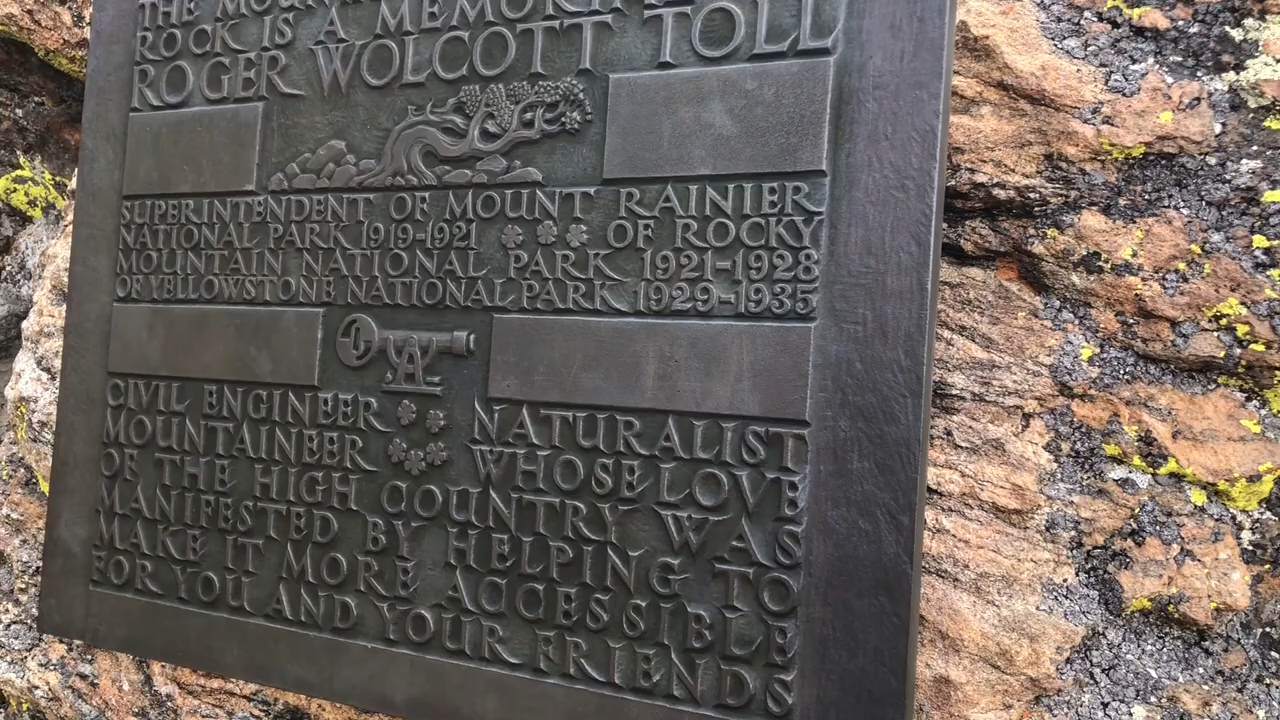 THE MOUNTAIN
ROCK IS A MEMORIAL
ROGER WOLCOTT TOLL
SUPERINTENDENT OF MOUNT RAINIER
NATIONAL PARK 1919-1921 OF ROCKY
MOUNTAIN NATIONAL PARK 1921-1928
OF YELLOWSTONE NATIONAL PARK 1929-1935
CIVIL ENGINEER NATURALIST
MOUNTAINEER WHOSE LOVE
OF THE HIGH COUNTRY WAS
MANIFESTED BY HELPING TO
MAKE IT MORE ACCESSIBLE
FOR YOU AND YOUR FRIENDS